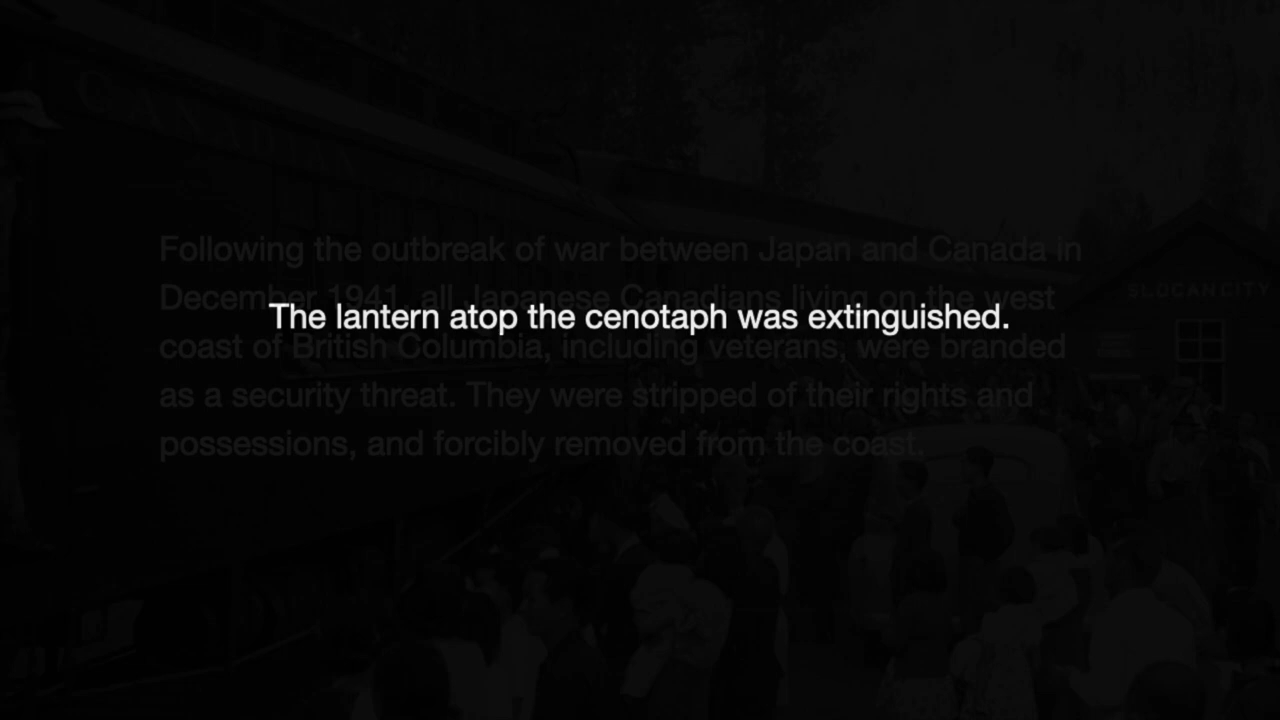 CANADIAN
Following the outbreak of war between Japan and Canada in
December 1941, all Japanese Canadians living on the west
The lantern atop the cenotaph was extinguished.
coast of British Columbia, including veterans, were branded
as a security threat. They were stripped of their rights and
possessions, and forcibly removed from the coast.
SLOCAN CITY